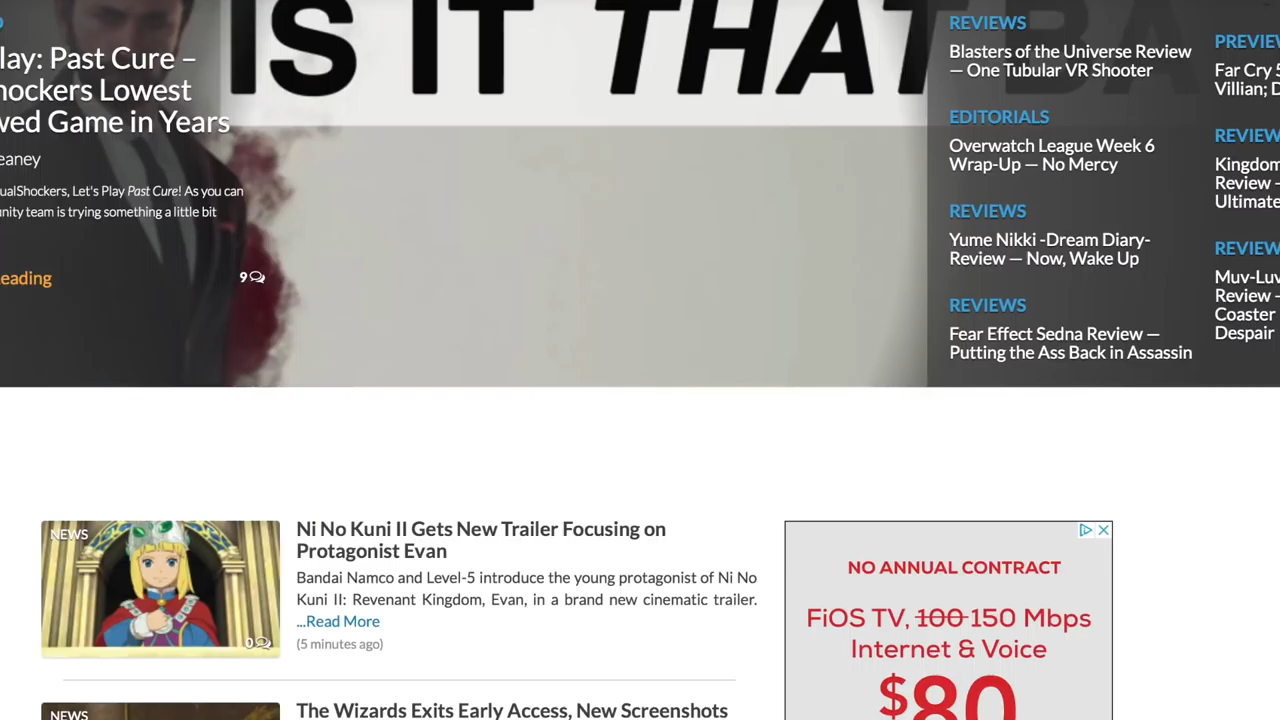 IS IT THAT BA
lay: Past Cure –
hockers Lowest
wed Game in Years
eaney
ualShockers, Let's Play Past Cure! As you can
unity team is trying something a little bit
Leading
9
REVIEWS
Blasters of the Universe Review
— One Tubular VR Shooter
EDITORIALS
Overwatch League Week 6
Wrap-Up — No Mercy
REVIEWS
Yume Nikki -Dream Diary-
Review — Now, Wake Up
REVIEWS
Fear Effect Sedna Review —
Putting the Ass Back in Assassin
PREVIEW
Far Cry 5
Villian; D
REVIEW
Kingdom
Review -
Ultimate
REVIEW
Muv-Luv
Review -
Coaster
Despair
NEWS
0
Ni No Kuni II Gets New Trailer Focusing on
Protagonist Evan
Bandai Namco and Level-5 introduce the young protagonist of Ni No
Kuni II: Revenant Kingdom, Evan, in a brand new cinematic trailer.
...Read More
(5 minutes ago)
NEWS
The Wizards Exits Early Access, New Screenshots
NO ANNUAL CONTRACT
FiOS TV, 100 150 Mbps
Internet & Voice
$80